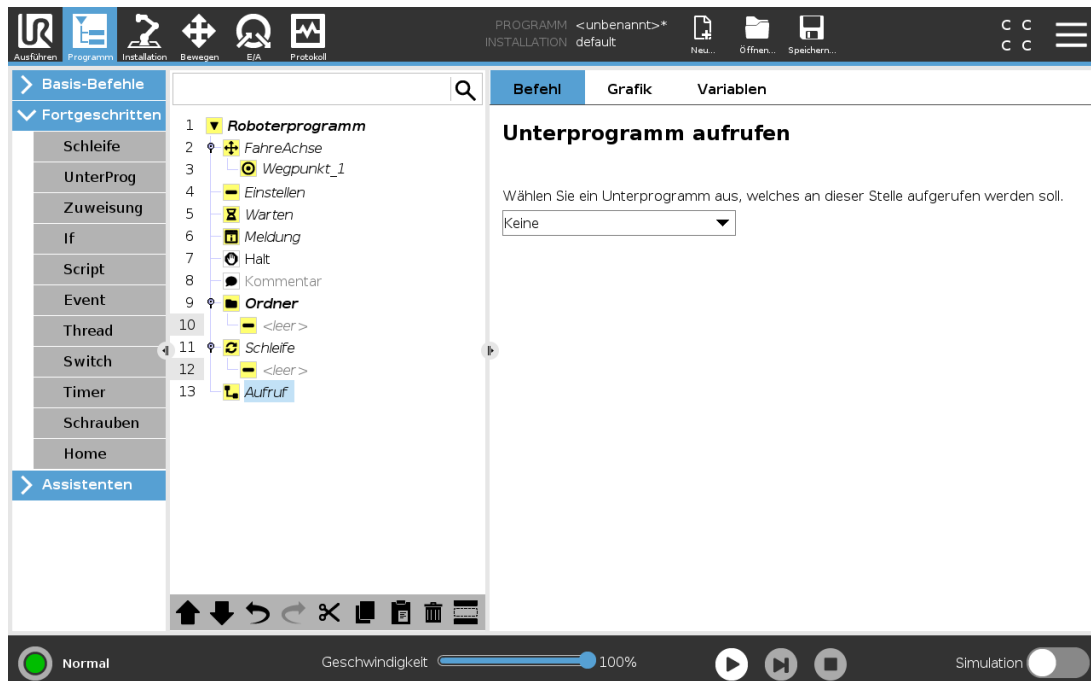 PROGRAMM <unbenannt>*
INSTALLATION default
Ausführen Programm Installation Bewegen E/A Protokoll
Neu... Öffnen... Speichern...
C C
C C
Basis-Befehle
Fortgeschritten
Schleife
UnterProg
Zuweisung
If
Script
Event
Thread
Switch
Timer
Schrauben
Home
Assistenten
1 Roboterprogramm
2 FahreAchse
3 Wegpunkt_1
4 Einstellen
5 Warten
6 Meldung
7 Halt
8 Kommentar
9 Ordner
10 <leer>
11 Schleife
12 <leer>
13 Aufruf
Befehl Grafik Variablen
Unterprogramm aufrufen
Wählen Sie ein Unterprogramm aus, welches an dieser Stelle aufgerufen werden soll.
Keine
Normal
Geschwindigkeit 100%
Simulation